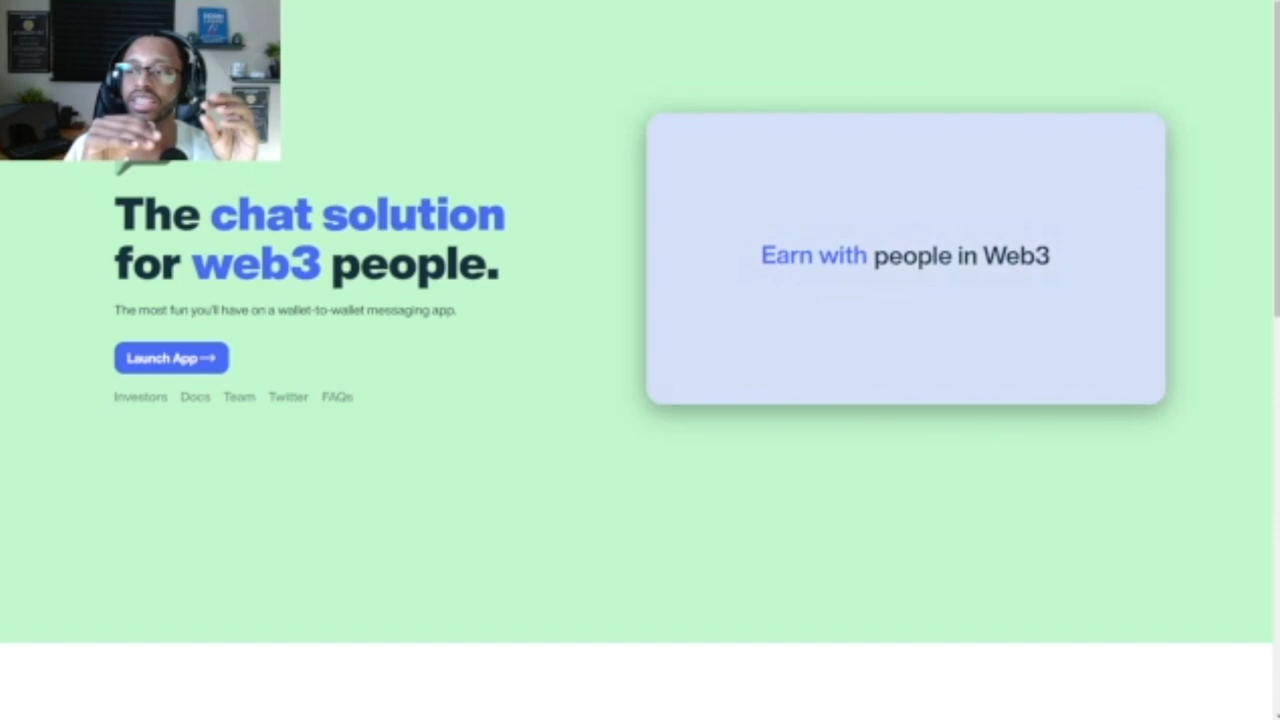 The chat solution
for web3 people.
The most fun you'll have on a wallet-to-wallet messaging app.
Launch App→
Investors Docs Team Twitter FAQs
Earn with people in Web3